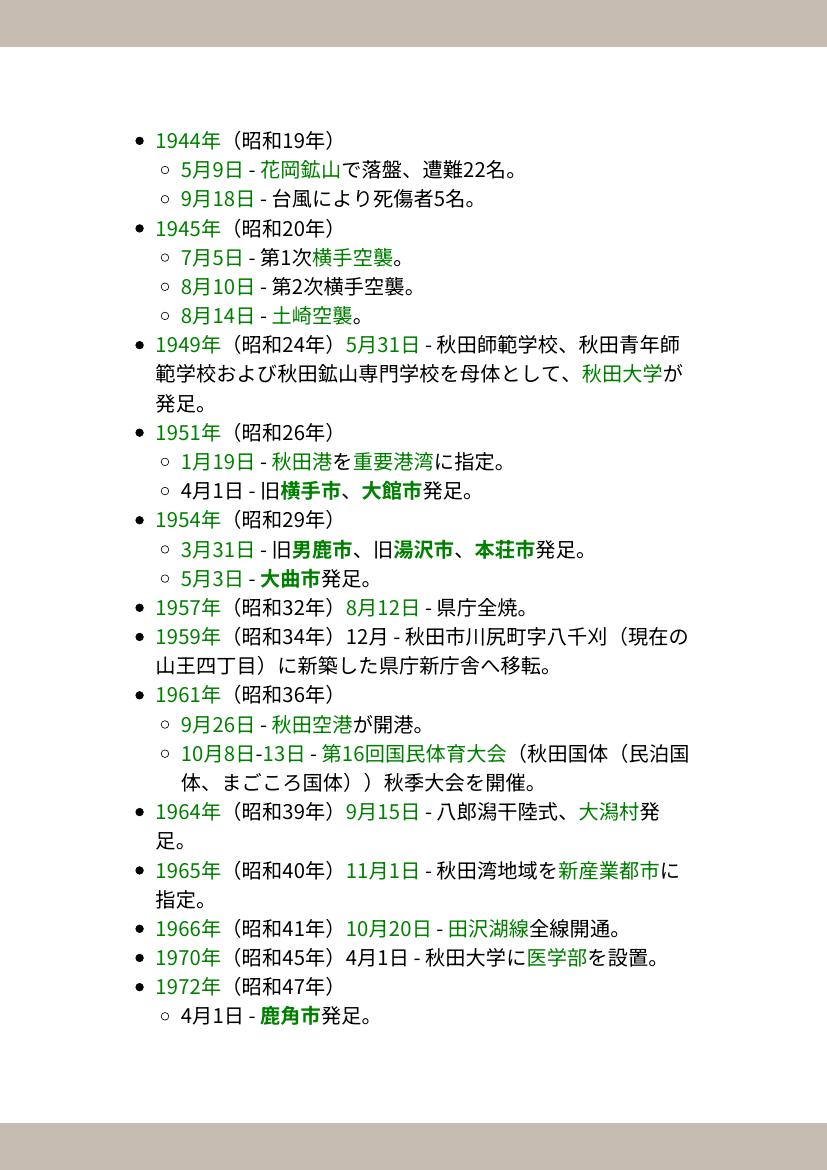 • 1944年（昭和19年）
◦ 5月9日 - 花岡鉱山で落盤、遭難22名。
◦ 9月18日 - 台風により死傷者5名。
• 1945年（昭和20年）
◦ 7月5日 - 第1次横手空襲。
◦ 8月10日 - 第2次横手空襲。
◦ 8月14日 - 土崎空襲。
• 1949年（昭和24年）5月31日 - 秋田師範学校、秋田青年師
範学校および秋田鉱山専門学校を母体として、秋田大学が
発足。
• 1951年（昭和26年）
◦ 1月19日 - 秋田港を重要港湾に指定。
◦ 4月1日 - 旧横手市、大館市発足。
• 1954年（昭和29年）
◦ 3月31日 - 旧男鹿市、旧湯沢市、本荘市発足。
◦ 5月3日 - 大曲市発足。
• 1957年（昭和32年）8月12日 - 県庁全焼。
• 1959年（昭和34年）12月 - 秋田市川尻町字八千刈（現在の
山王四丁目）に新築した県庁新庁舎へ移転。
• 1961年（昭和36年）
◦ 9月26日 - 秋田空港が開港。
◦ 10月8日-13日 - 第16回国民体育大会（秋田国体（民泊国
体、まごころ国体））秋季大会を開催。
• 1964年（昭和39年）9月15日 - 八郎潟干陸式、大潟村発
足。
• 1965年（昭和40年）11月1日 - 秋田湾地域を新産業都市に
指定。
• 1966年（昭和41年）10月20日 - 田沢湖線全線開通。
• 1970年（昭和45年）4月1日 - 秋田大学に医学部を設置。
• 1972年（昭和47年）
◦ 4月1日 - 鹿角市発足。